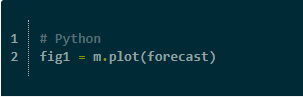 1 # Python
2 fig1 = m.plot(forecast)